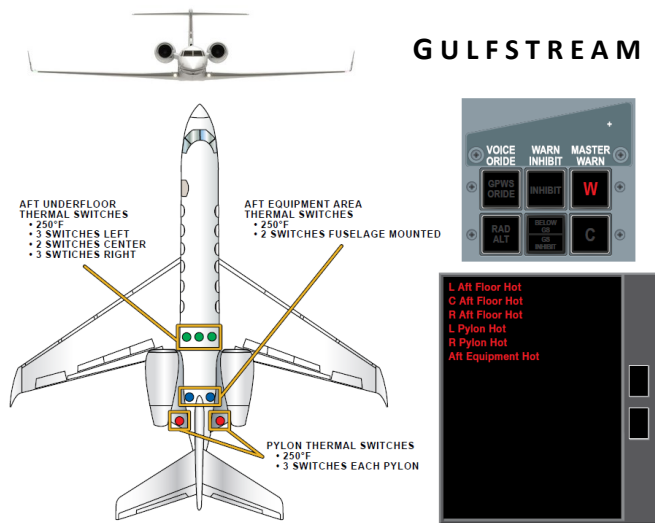 GULFSTREAM
VOICE ORIDE
WARN INHIBIT
MASTER WARN
GPWS ORIDE
INHIBIT
W
RAD ALT
BELOW GS
GS INHIBIT
C
AFT UNDERFLOOR
THERMAL SWITCHES
• 250°F
• 3 SWITCHES LEFT
• 2 SWITCHES CENTER
• 3 SWITCHES RIGHT
AFT EQUIPMENT AREA
THERMAL SWITCHES
• 250°F
• 2 SWITCHES FUSELAGE MOUNTED
L Aft Floor Hot
C Aft Floor Hot
R Aft Floor Hot
L Pylon Hot
R Pylon Hot
Aft Equipment Hot
PYLON THERMAL SWITCHES
• 250°F
• 3 SWITCHES EACH PYLON